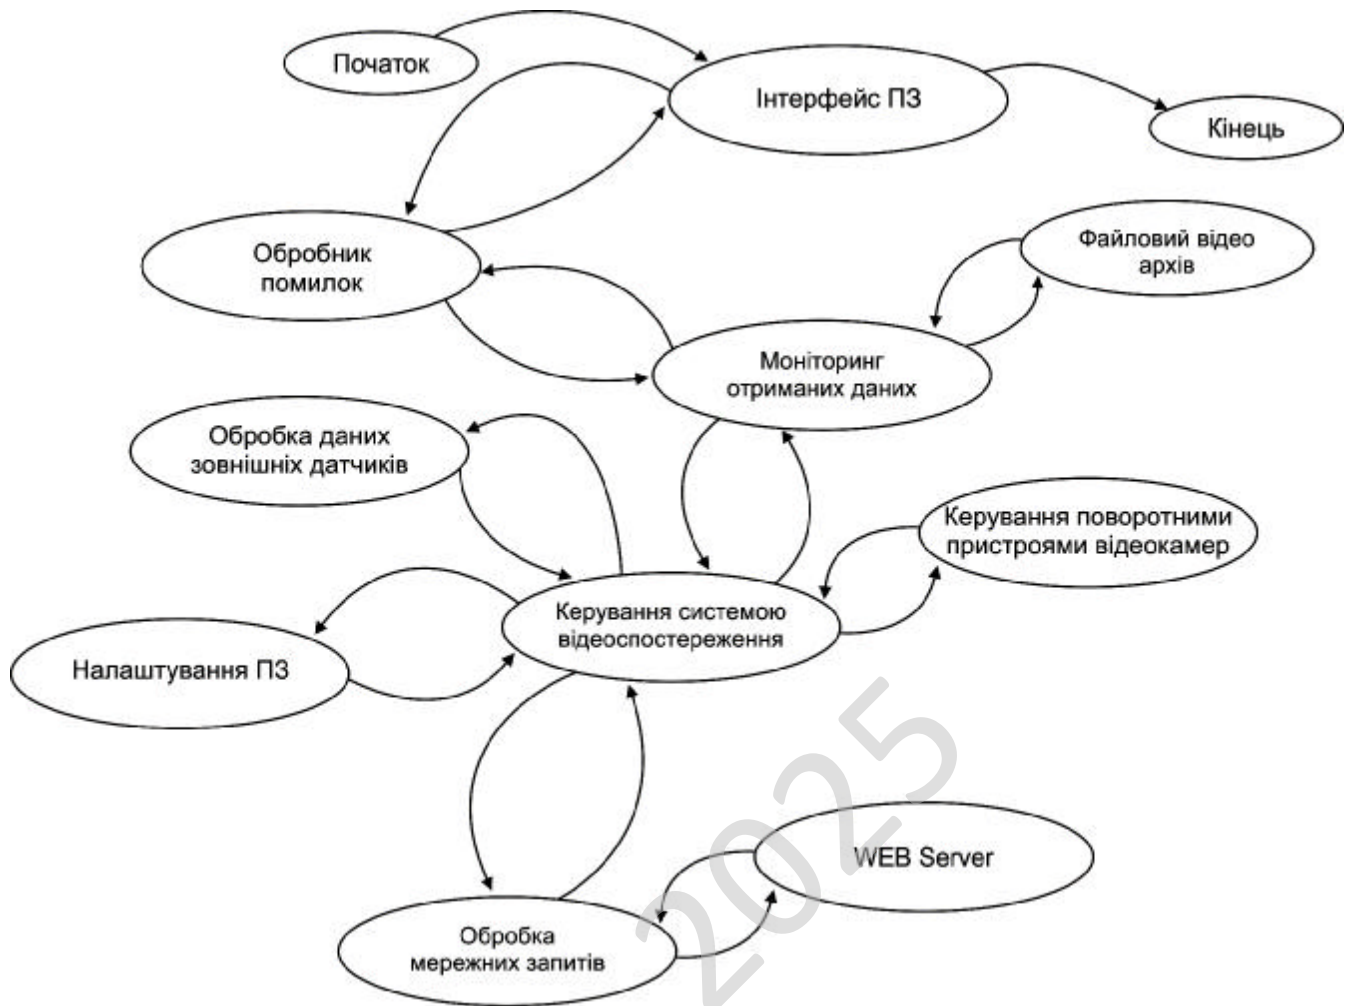 Початок
Інтерфейс ПЗ
Кінець
Обробник
помилок
Файловий відео
архів
Моніторинг
отриманих даних
Обробка даних
зовнішніх датчиків
Керування поворотними
пристроями відеокамер
Керування системою
відеоспостереження
Налаштування ПЗ
WEB Server
Обробка
мережних запитів
2025